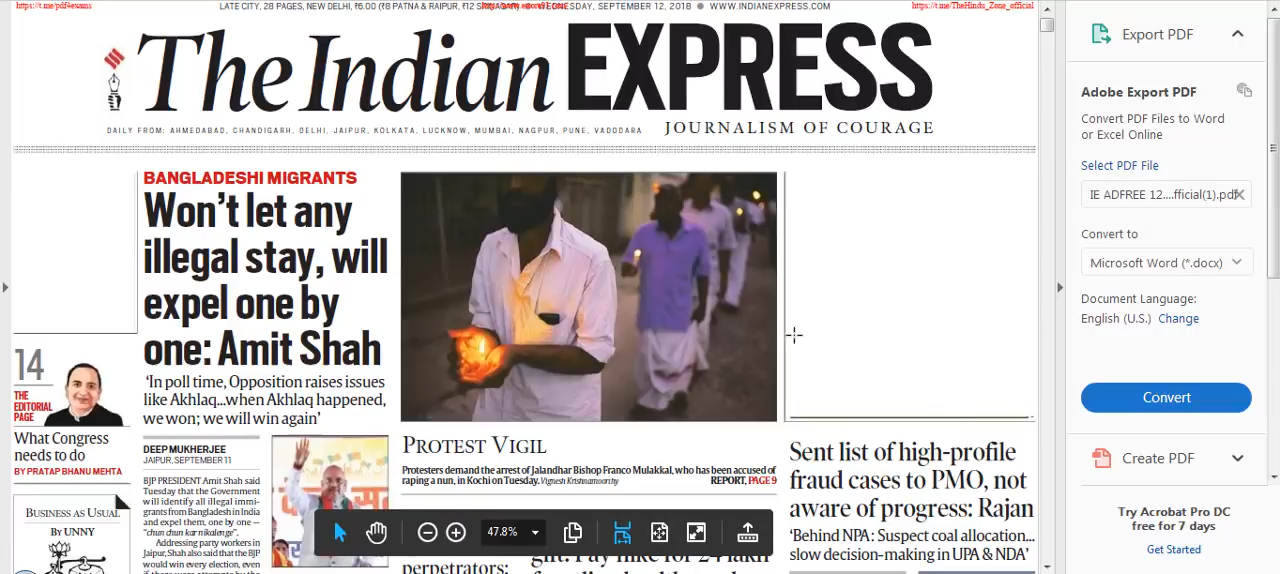 https://t.me/pdf4exams
LATE CITY, 28 PAGES, NEW DELHI, ₹6.00 (₹8 PATNA & RAIPUR, ₹12
WEDNESDAY, SEPTEMBER 12, 2018 ● WWW.INDIANEXPRESS.COM
https://t.me/TheHindu_Zone_official
The Indian EXPRESS
DAILY FROM: AHMEDABAD, CHANDIGARH, DELHI, JAIPUR, KOLKATA, LUCKNOW, MUMBAI, NAGPUR, PUNE, VADODARA
JOURNALISM OF COURAGE
BANGLADESHI MIGRANTS
Won't let any
illegal stay, will
expel one by
one: Amit Shah
'In poll time, Opposition raises issues
like Akhlaq...when Akhlaq happened,
we won; we will win again'
DEEP MUKHERJEE
JAIPUR, SEPTEMBER 11
BJP PRESIDENT Amit Shah said
Tuesday that the Government
will identify all illegal immig-
rants from Bangladesh in India
and expel them, one by one —
"chun chun kar nikalenge".
Addressing party workers in
Jaipur, Shah also said that the BJP
would win every election, even
14
THE
EDITORIAL
PAGE
What Congress
needs to do
BY PRATAP BHANU MEHTA
BUSINESS AS USUAL
BY UNNY
PROTEST VIGIL
Protesters demand the arrest of Jalandhar Bishop Franco Mulakkal, who has been accused of
raping a nun, in Kochi on Tuesday. Vignesh Krishnamoorthy REPORT, PAGE 9
perpetrators:
Sent list of high-profile
fraud cases to PMO, not
aware of progress: Rajan
'Behind NPA: Suspect coal allocation...
slow decision-making in UPA & NDA'
47.8%
Export PDF
Adobe Export PDF
Convert PDF Files to Word
or Excel Online
Select PDF File
IE ADFREE 12....fficial(1).pdf
Convert to
Microsoft Word (*.docx)
Document Language:
English (U.S.) Change
Convert
Create PDF
Try Acrobat Pro DC
free for 7 days
Get Started